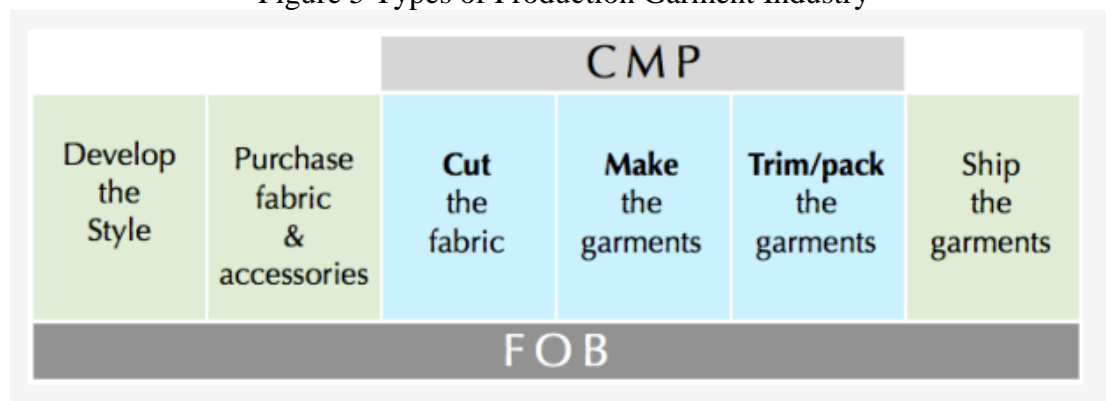 Figure 3 Types of Production Garment Industry
CMP
Develop
the
Style
Purchase
fabric
&
accessories
Cut
the
fabric
Make
the
garments
Trim/pack
the
garments
Ship
the
garments
FOB